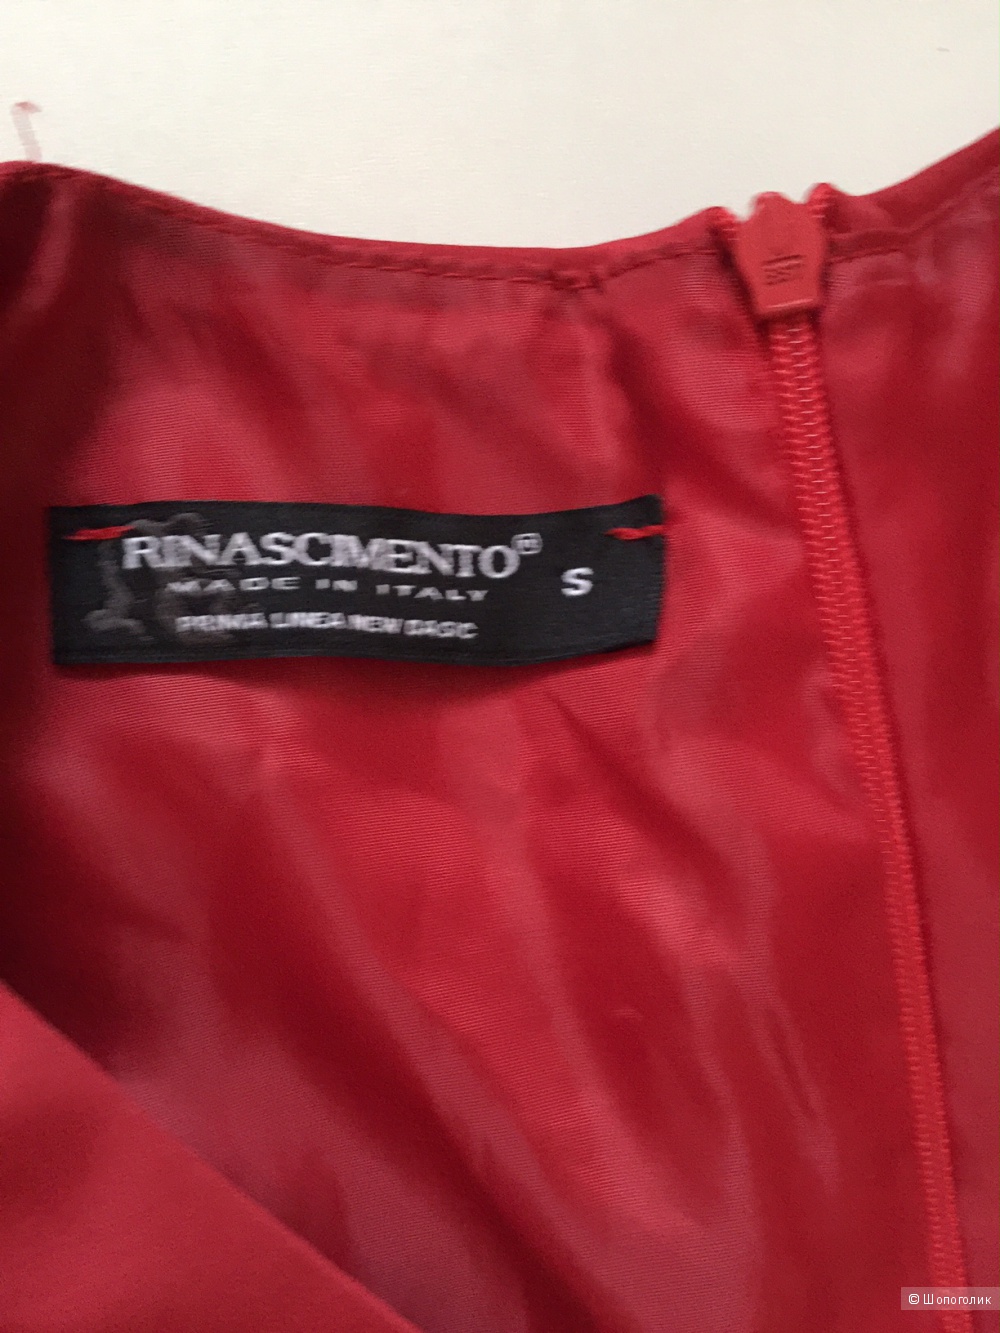 RINASCIMENTO®
S
MADE IN ITALY
PRIMA LINEA NEW BASIC
© Шопоголик